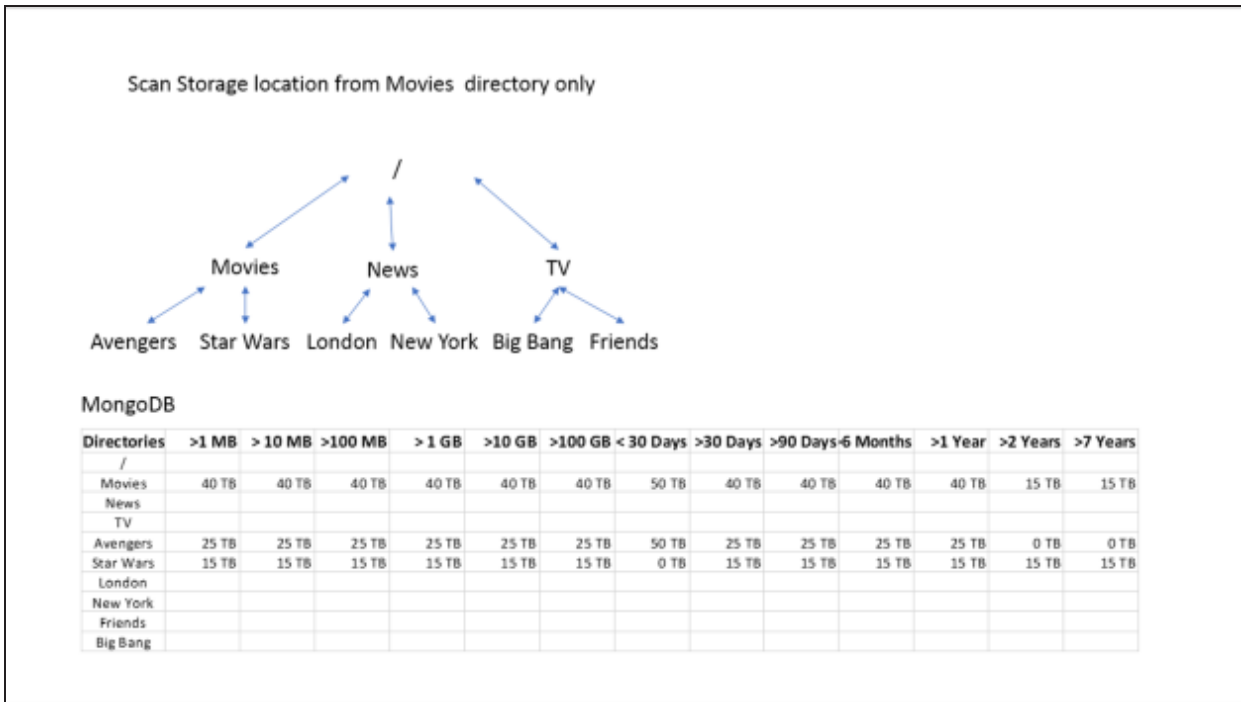 Scan Storage location from Movies directory only
/
Movies News TV
Avengers Star Wars London New York Big Bang Friends
MongoDB
Directories >1 MB > 10 MB >100 MB > 1 GB >10 GB >100 GB < 30 Days >30 Days >90 Days 6 Months >1 Year >2 Years >7 Years
/
Movies 40 TB 40 TB 40 TB 40 TB 40 TB 40 TB 50 TB 40 TB 40 TB 40 TB 40 TB 15 TB 15 TB
News
TV
Avengers 25 TB 25 TB 25 TB 25 TB 25 TB 25 TB 50 TB 25 TB 25 TB 25 TB 25 TB 0 TB 0 TB
Star Wars 15 TB 15 TB 15 TB 15 TB 15 TB 15 TB 0 TB 15 TB 15 TB 15 TB 15 TB 15 TB 15 TB
London
New York
Friends
Big Bang